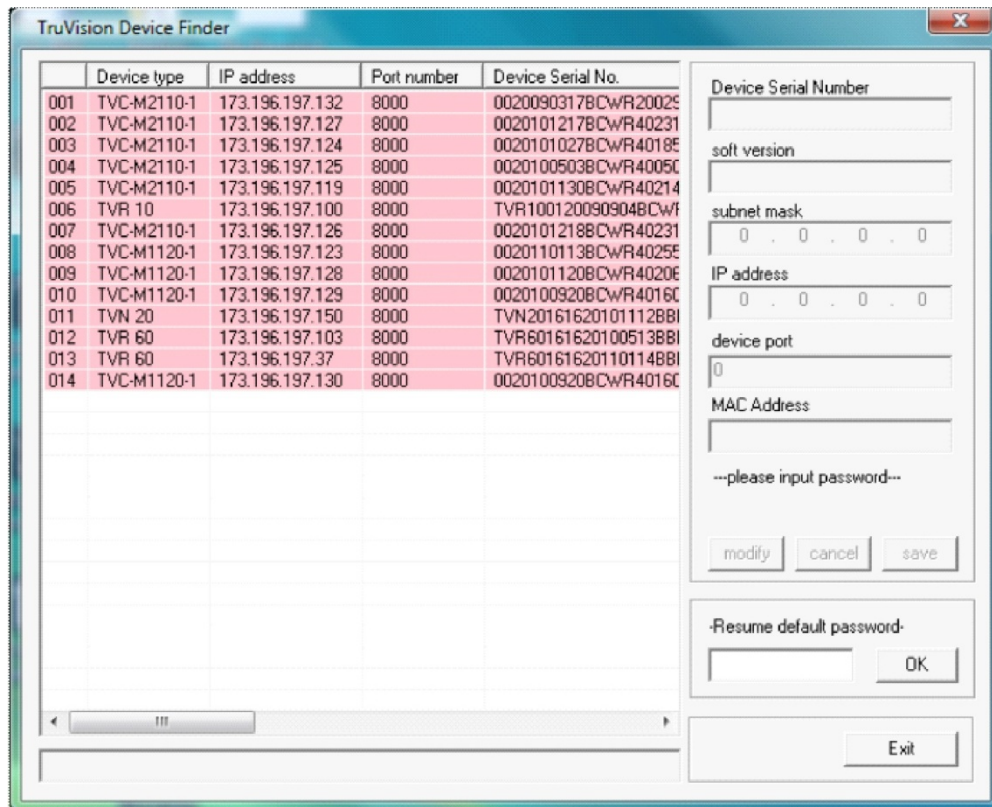 TruVision Device Finder
Device type IP address Port number Device Serial No.
001 TVC-M2110-1 173.196.197.132 8000 0020090317BCWR20029
002 TVC-M2110-1 173.196.197.127 8000 0020101217BCWR40231
003 TVC-M2110-1 173.196.197.124 8000 0020101027BCWR40185
004 TVC-M2110-1 173.196.197.125 8000 0020100503BCWR40050
005 TVC-M2110-1 173.196.197.119 8000 0020101130BCWR40214
006 TVR 10 173.196.197.100 8000 TVR100120090904BCWR
007 TVC-M2110-1 173.196.197.126 8000 0020101218BCWR40231
008 TVC-M1120-1 173.196.197.123 8000 0020110113BCWR40255
009 TVC-M1120-1 173.196.197.128 8000 0020101120BCWR40206
010 TVC-M1120-1 173.196.197.129 8000 0020100920BCWR40160
011 TVN 20 173.196.197.150 8000 TVN20161620101112BB
012 TVR 60 173.196.197.103 8000 TVR60161620100513BB
013 TVR 60 173.196.197.37 8000 TVR60161620110114BB
014 TVC-M1120-1 173.196.197.130 8000 0020100920BCWR40160
Device Serial Number
soft version
subnet mask
0 . 0 . 0 . 0
IP address
0 . 0 . 0 . 0
device port
0
MAC Address
---please input password---
modify cancel save
-Resume default password-
OK
Exit